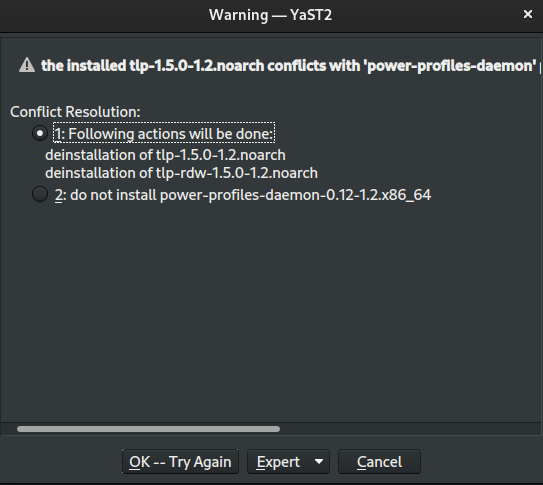 Warning — YaST2
the installed tlp-1.5.0-1.2.noarch conflicts with 'power-profiles-daemon'
Conflict Resolution:
1: Following actions will be done:
deinstallation of tlp-1.5.0-1.2.noarch
deinstallation of tlp-rdw-1.5.0-1.2.noarch
2: do not install power-profiles-daemon-0.12-1.2.x86_64
OK -- Try Again
Expert
Cancel